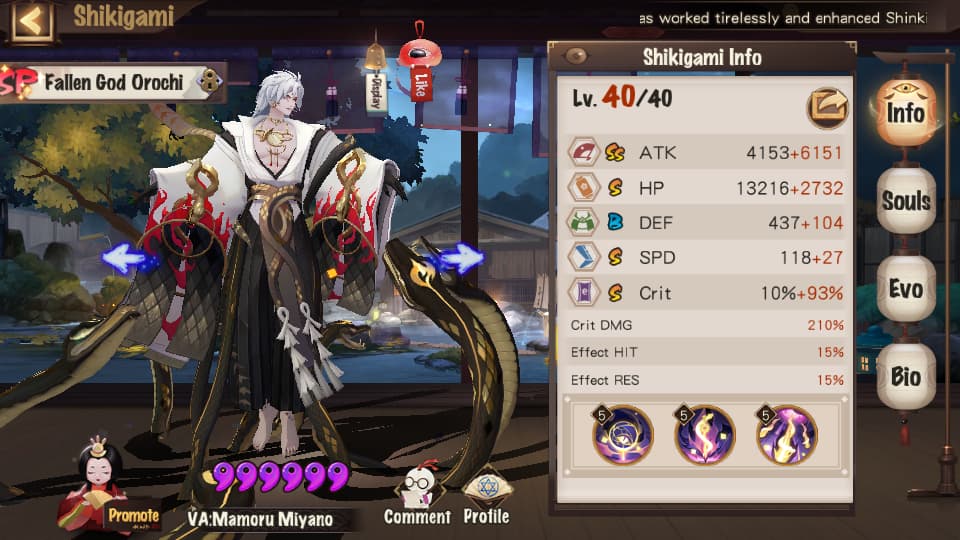 Shikigami
as worked tirelessly and enhanced Shinki
SP Fallen God Orochi
Display
Like
Shikigami Info
Lv. 40/40
SS ATK 4153+6151
S HP 13216+2732
B DEF 437+104
S SPD 118+27
S Crit 10%+93%
Crit DMG 210%
Effect HIT 15%
Effect RES 15%
5 5 5
Info
Souls
Evo
Bio
Promote
VA:Mamoru Miyano
Comment
Profile